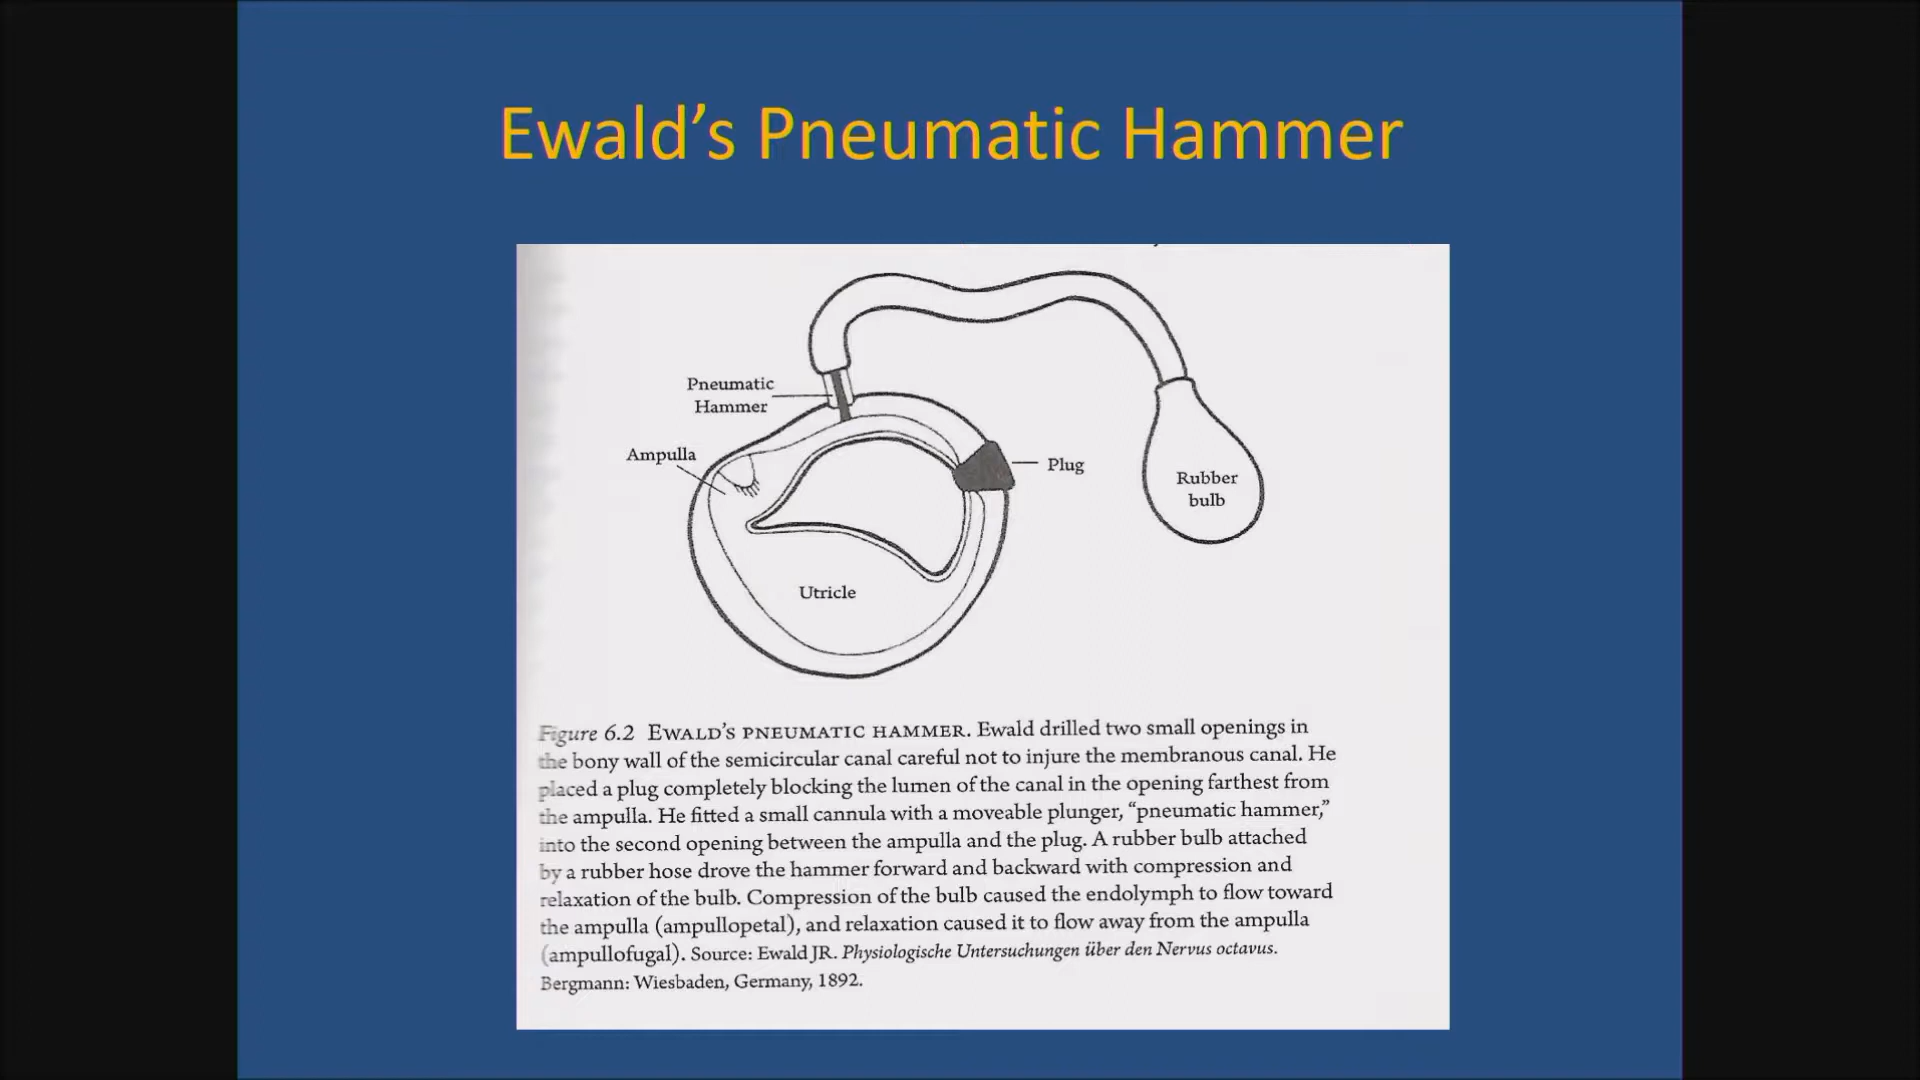 Ewald’s Pneumatic Hammer
Pneumatic
Hammer
Ampulla
Plug
Rubber
bulb
Utricle
Figure 6.2 EWALD’S PNEUMATIC HAMMER. Ewald drilled two small openings in
the bony wall of the semicircular canal careful not to injure the membranous canal. He
placed a plug completely blocking the lumen of the canal in the opening farthest from
the ampulla. He fitted a small cannula with a moveable plunger, “pneumatic hammer,”
into the second opening between the ampulla and the plug. A rubber bulb attached
by a rubber hose drove the hammer forward and backward with compression and
relaxation of the bulb. Compression of the bulb caused the endolymph to flow toward
the ampulla (ampullopetal), and relaxation caused it to flow away from the ampulla
(ampullofugal). Source: Ewald JR. Physiologische Untersuchungen über den Nervus octavus.
Bergmann: Wiesbaden, Germany, 1892.